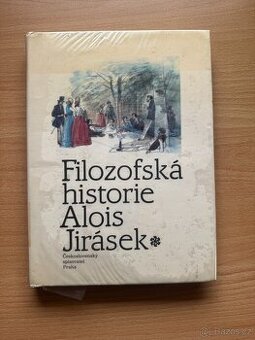 Filozofská
historie
Alois
Jirásek
Československý
spisovatel
Praha